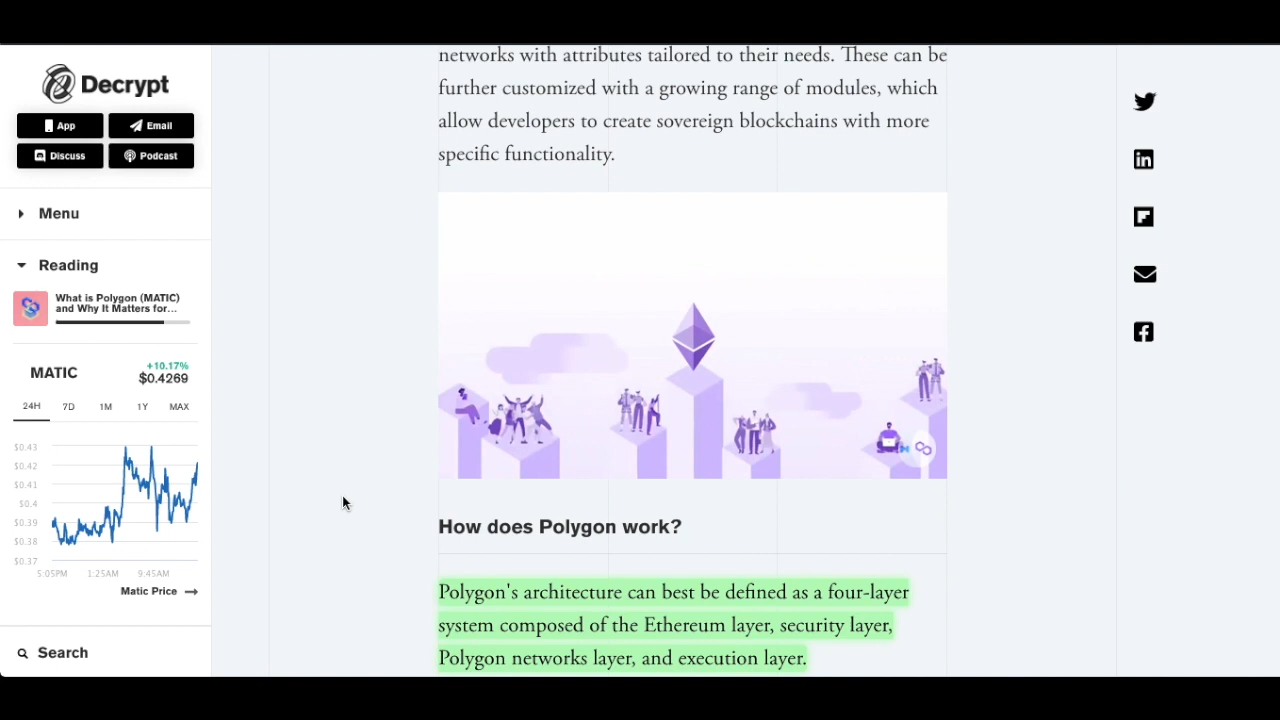 Decrypt
App
Email
Discuss
Podcast
Menu
Reading
What is Polygon (MATIC)
and Why It Matters for...
MATIC
+10.17%
$0.4269
24H
7D
1M
1Y
MAX
$0.43
$0.42
$0.41
$0.4
$0.39
$0.38
$0.37
5:05PM
1:25AM
9:45AM
Matic Price
Search
networks with attributes tailored to their needs. These can be
further customized with a growing range of modules, which
allow developers to create sovereign blockchains with more
specific functionality.
How does Polygon work?
Polygon's architecture can best be defined as a four-layer
system composed of the Ethereum layer, security layer,
Polygon networks layer, and execution layer.